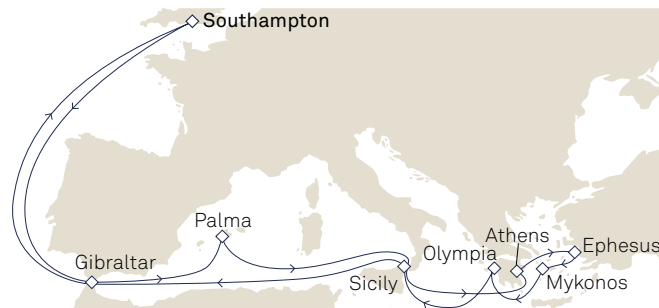 Southampton
Palma
Gibraltar
Athens
Olympia
Ephesus
Sicily
Mykonos